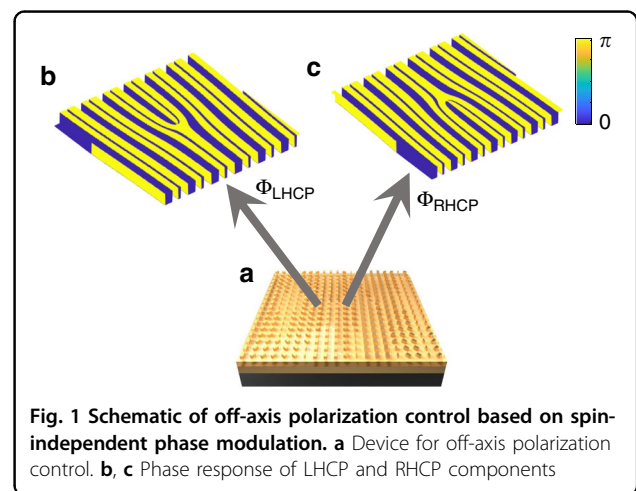 b
c
π
0
Φ_LHCP
Φ_RHCP
a
Fig. 1 Schematic of off-axis polarization control based on spin-
independent phase modulation. a Device for off-axis polarization
control. b, c Phase response of LHCP and RHCP components